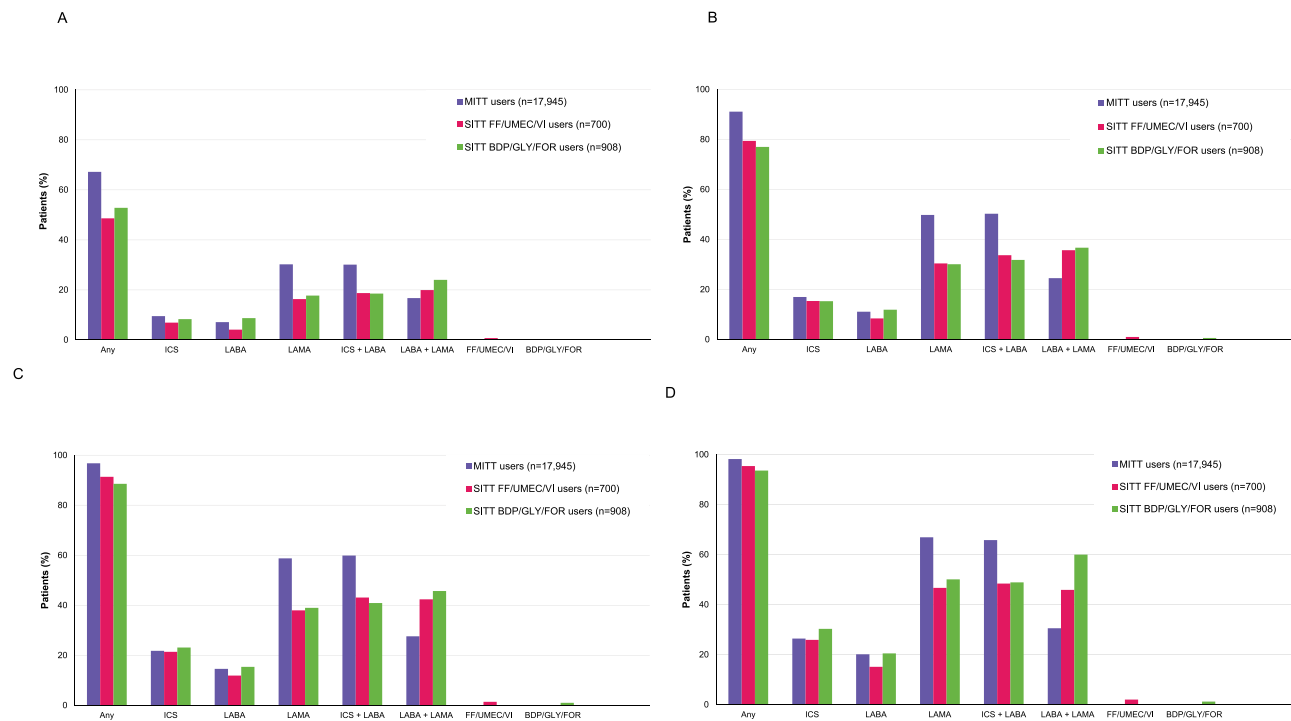 A
100
80
60
40
20
0
Patients (%)
MITT users (n=17,945)
SITT FF/UMEC/VI users (n=700)
SITT BDP/GLY/FOR users (n=908)
Any ICS LABA LAMA ICS + LABA LABA + LAMA FF/UMEC/VI BDP/GLY/FOR
B
100
80
60
40
20
0
Patients (%)
MITT users (n=17,945)
SITT FF/UMEC/VI users (n=700)
SITT BDP/GLY/FOR users (n=908)
Any ICS LABA LAMA ICS + LABA LABA + LAMA FF/UMEC/VI BDP/GLY/FOR
C
100
80
60
40
20
0
Patients (%)
MITT users (n=17,945)
SITT FF/UMEC/VI users (n=700)
SITT BDP/GLY/FOR users (n=908)
Any ICS LABA LAMA ICS + LABA LABA + LAMA FF/UMEC/VI BDP/GLY/FOR
D
100
80
60
40
20
0
Patients (%)
MITT users (n=17,945)
SITT FF/UMEC/VI users (n=700)
SITT BDP/GLY/FOR users (n=908)
Any ICS LABA LAMA ICS + LABA LABA + LAMA FF/UMEC/VI BDP/GLY/FOR